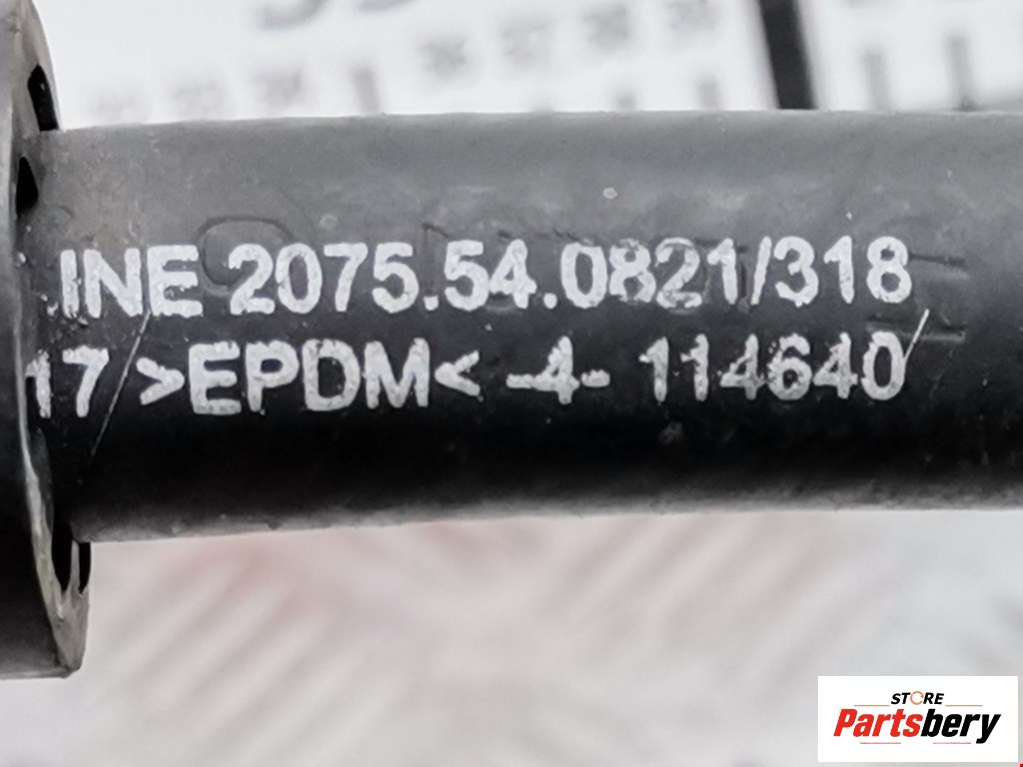 .INE 2075.54.0821/318
17 >EPDM< -4- 114640
STORE
Partsbery